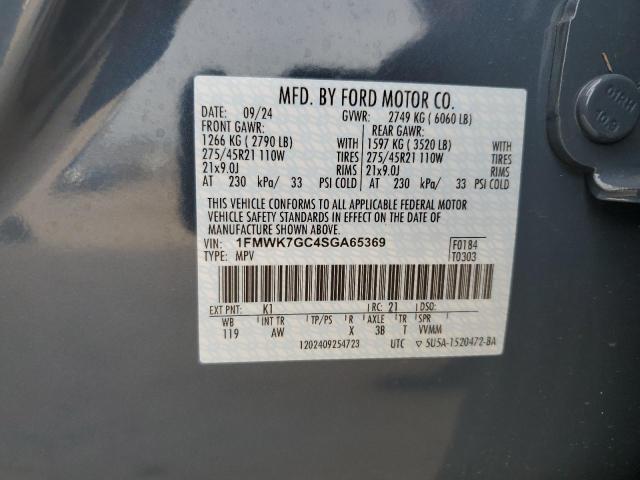 MFD. BY FORD MOTOR CO.
DATE: 09/24 GVWR: 2749 KG ( 6060 LB)
FRONT GAWR: REAR GAWR:
1266 KG ( 2790 LB) WITH 1597 KG ( 3520 LB) WITH
275/45R21 110W TIRES 275/45R21 110W TIRES
21x9.0J RIMS 21x9.0J RIMS
AT 230 kPa/ 33 PSI COLD AT 230 kPa/ 33 PSI COLD
THIS VEHICLE CONFORMS TO ALL APPLICABLE FEDERAL MOTOR
VEHICLE SAFETY STANDARDS IN EFFECT ON THE DATE OF
MANUFACTURE SHOWN ABOVE.
VIN: 1FMWK7GC4SGA65369 F0184
TYPE: MPV T0303
EXT PNT: K1 RC: 21 DSO:
WB INT TR TP/PS R AXLE TR SPR
119 AW X 3B T VVMM
1202409254723 UTC ▽ 5U5A-1520472-BA